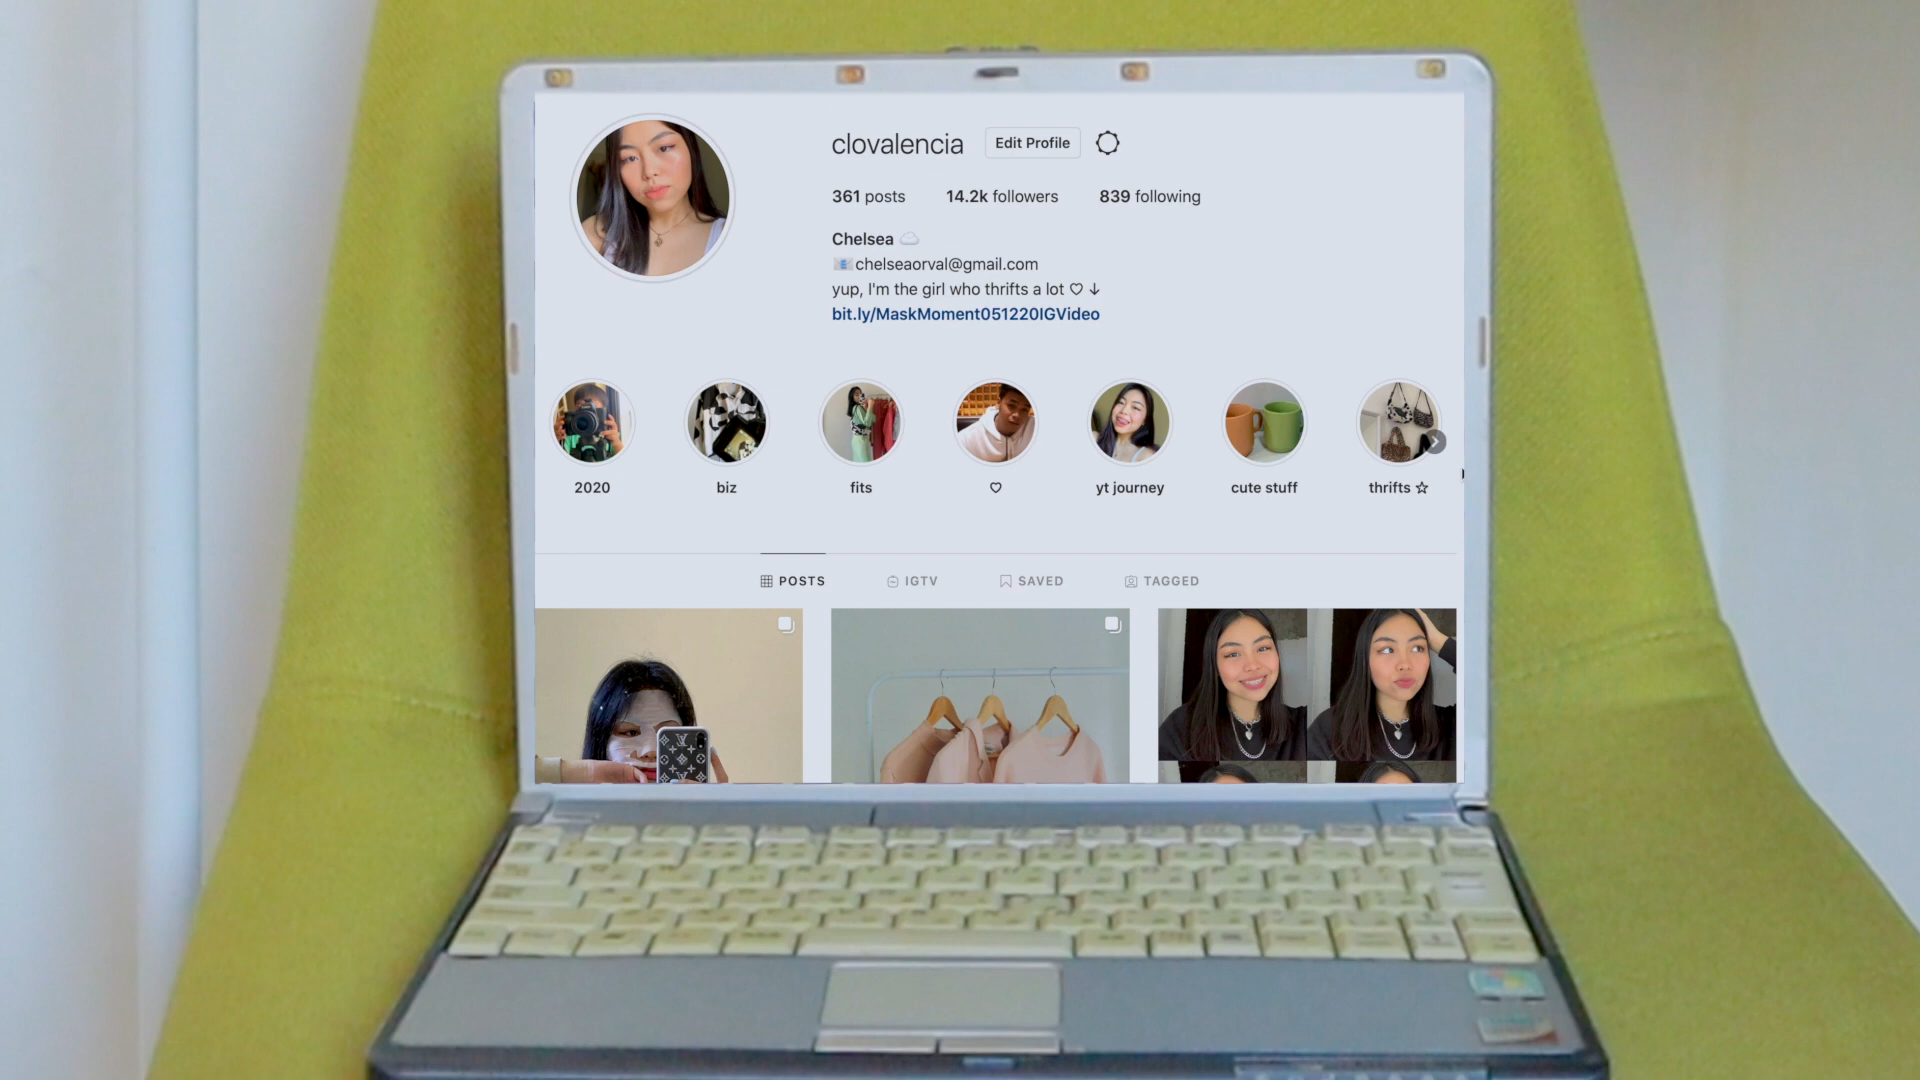 clovalencia Edit Profile
361 posts 14.2k followers 839 following
Chelsea ☁️
📧chelseaorval@gmail.com
yup, I'm the girl who thrifts a lot ♡ ↓
bit.ly/MaskMoment051220IGVideo
2020 biz fits ♡ yt journey cute stuff thrifts ☆
POSTS IGTV SAVED TAGGED